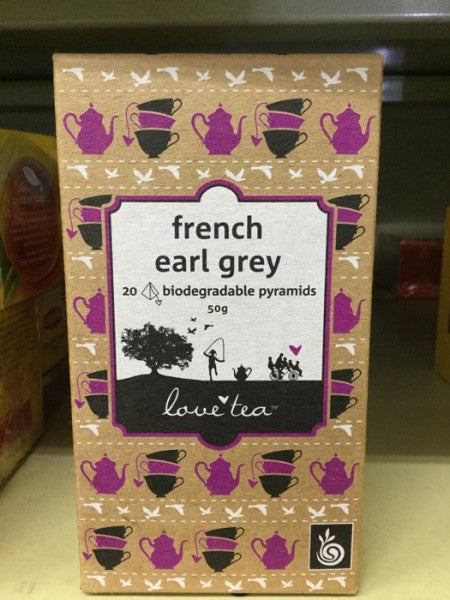 french
earl grey
20 biodegradable pyramids
50g
love tea™